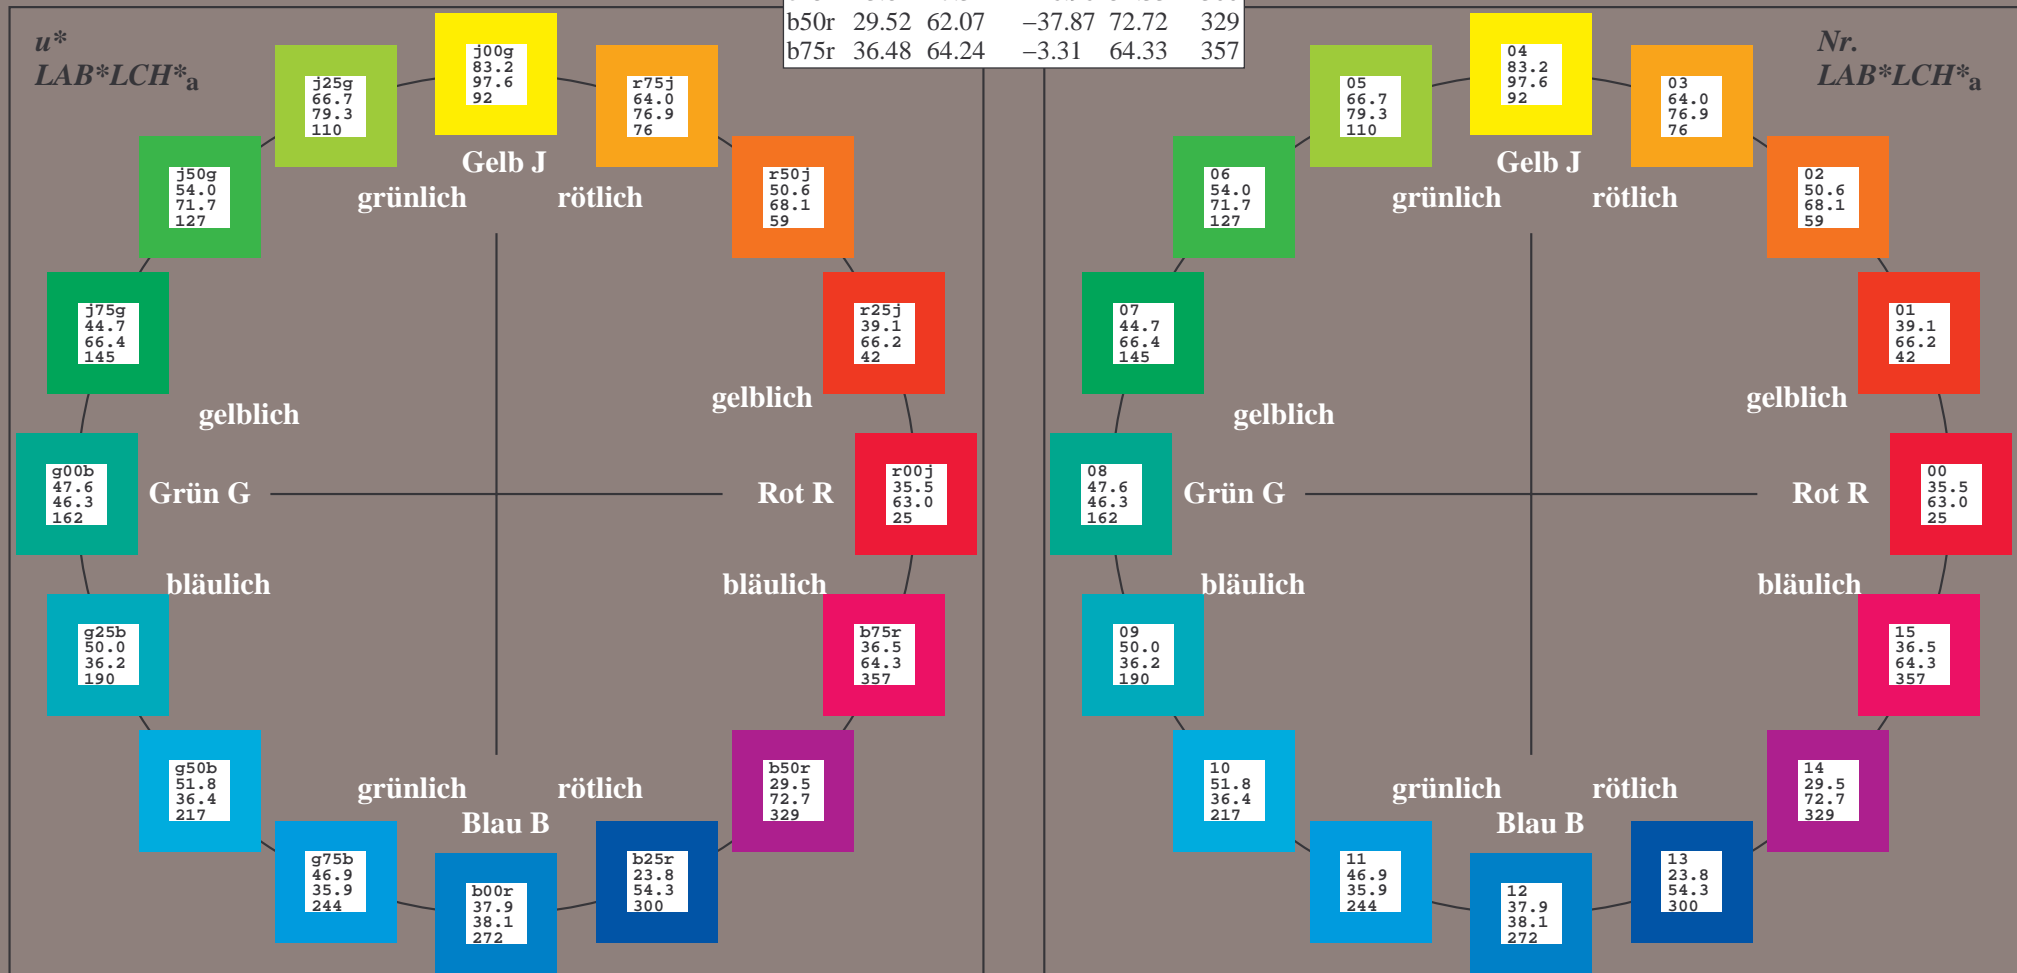 b50r 29.52 62.07 −37.87 72.72 329
b75r 36.48 64.24 −3.31 64.33 357
u*
LAB*LCH*a
j00g
83.2
97.6
92
r75j
64.0
76.9
76
r50j
50.6
68.1
59
r25j
39.1
66.2
42
r00j
35.5
63.0
25
b75r
36.5
64.3
357
b50r
29.5
72.7
329
b25r
23.8
54.3
300
b00r
37.9
38.1
272
g75b
46.9
35.9
244
g50b
51.8
36.4
217
g25b
50.0
36.2
190
g00b
47.6
46.3
162
j75g
44.7
66.4
145
j50g
54.0
71.7
127
j25g
66.7
79.3
110
Gelb J
grünlich rötlich
gelblich
gelblich
Grün G
Rot R
bläulich
bläulich
grünlich rötlich
Blau B
Nr.
LAB*LCH*a
04
83.2
97.6
92
03
64.0
76.9
76
02
50.6
68.1
59
01
39.1
66.2
42
00
35.5
63.0
25
15
36.5
64.3
357
14
29.5
72.7
329
13
23.8
54.3
300
12
37.9
38.1
272
11
46.9
35.9
244
10
51.8
36.4
217
09
50.0
36.2
190
08
47.6
46.3
162
07
44.7
66.4
145
06
54.0
71.7
127
05
66.7
79.3
110
Gelb J
grünlich rötlich
gelblich
gelblich
Grün G
Rot R
bläulich
bläulich
grünlich rötlich
Blau B